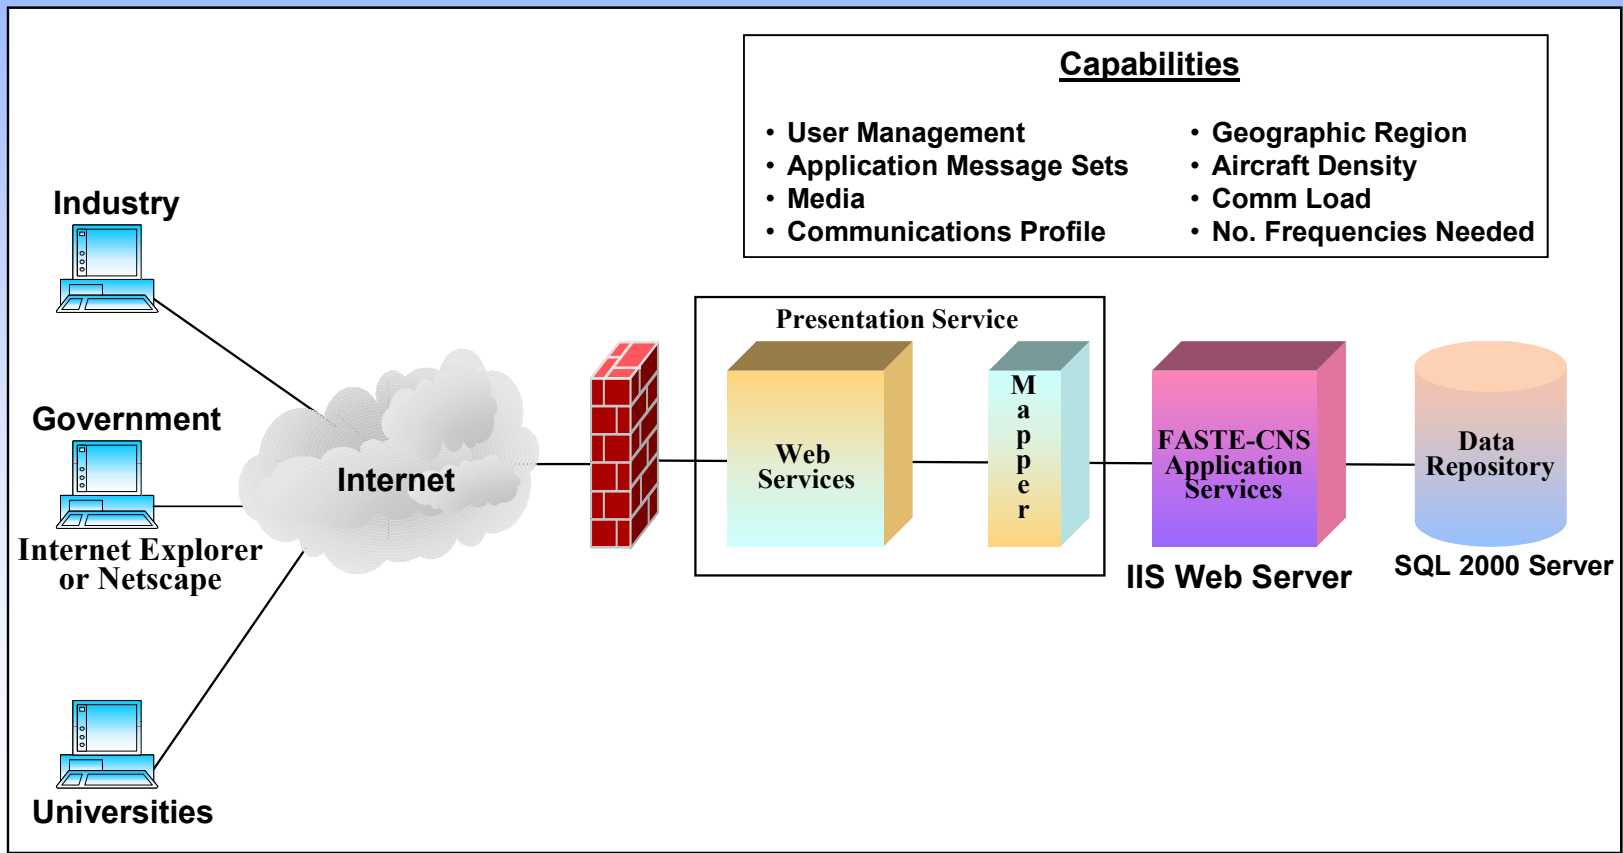 Capabilities
• User Management
• Application Message Sets
• Media
• Communications Profile
• Geographic Region
• Aircraft Density
• Comm Load
• No. Frequencies Needed
Industry
Government
Internet Explorer
or Netscape
Universities
Internet
Presentation Service
Web
Services
Mapper
FASTE-CNS
Application
Services
IIS Web Server
Data
Repository
SQL 2000 Server